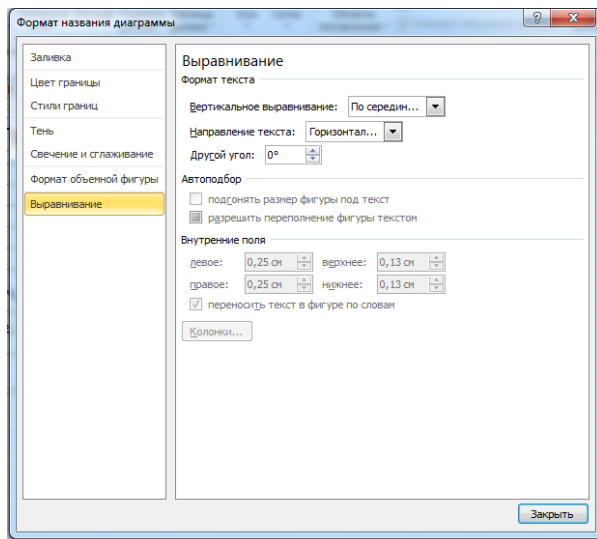 Формат названия диаграммы
Заливка
Цвет границы
Стили границ
Тень
Свечение и сглаживание
Формат объемной фигуры
Выравнивание
Выравнивание
Формат текста
Вертикальное выравнивание: По середин...
Направление текста: Горизонтал...
Другой угол: 0°
Автоподбор
подгонять размер фигуры под текст
разрешить переполнение фигуры текстом
Внутренние поля
левое: 0,25 см верхнее: 0,13 см
правое: 0,25 см нижнее: 0,13 см
переносить текст в фигуре по словам
Колонки...
Закрыть